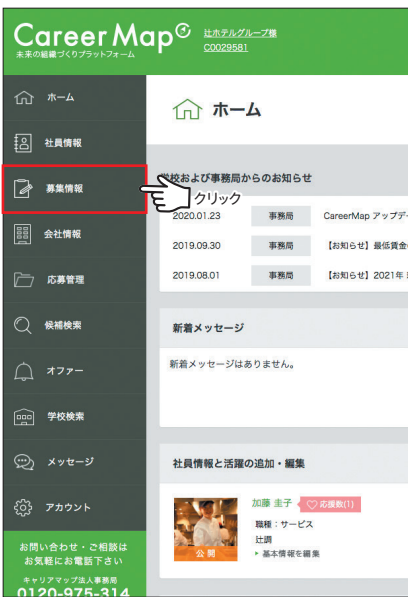 Career Map
未来の組織づくりプラットフォーム
辻ホテルグループ様
C0029581
ホーム
社員情報
募集情報
会社情報
応募管理
候補検索
オファー
学校検索
メッセージ
アカウント
お問い合わせ・ご相談は
お気軽にお電話下さい
キャリアマップ法人事務局
0120-975-314
ホーム
学校および事務局からのお知らせ
クリック
2020.01.23 事務局 CareerMap アップデ
2019.09.30 事務局 【お知らせ】最低賃金
2019.08.01 事務局 【お知らせ】2021年
新着メッセージ
新着メッセージはありません。
社員情報と活躍の追加・編集
加藤 圭子 応援数(1)
職種：サービス
辻調
基本情報を編集
公開